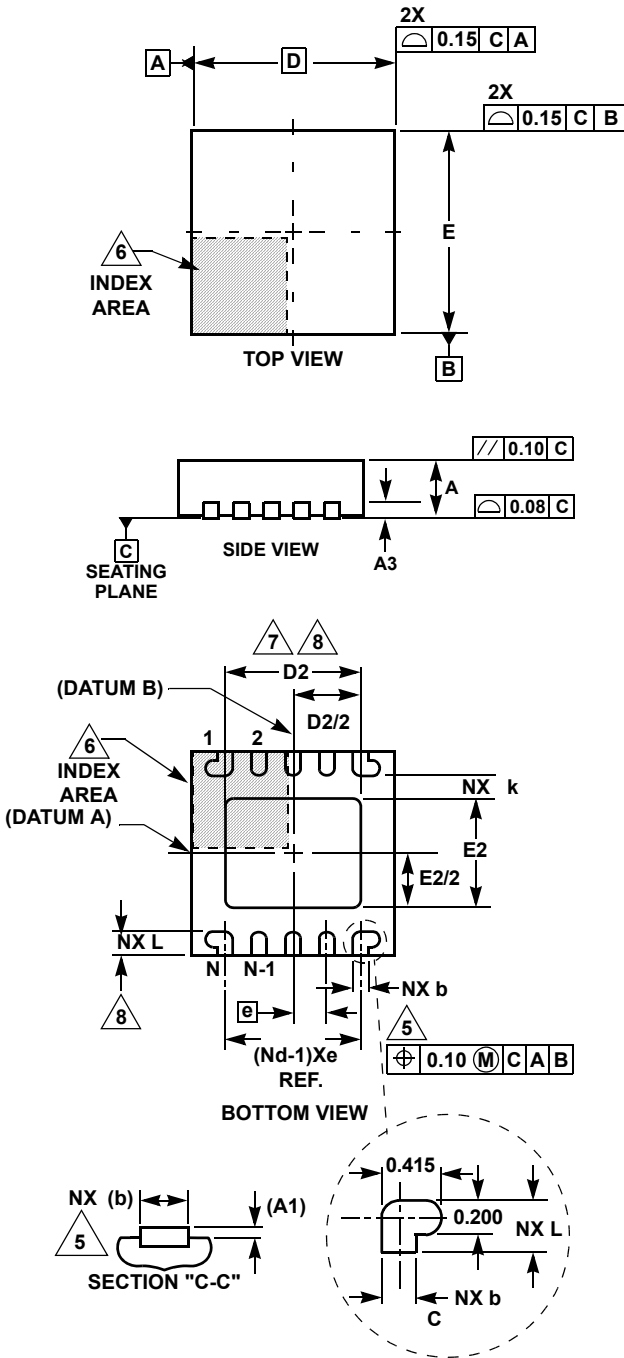 2X
⌓ 0.15 C A
A
D
2X
⌓ 0.15 C B
6
INDEX
AREA
E
TOP VIEW
B
// 0.10 C
A
⌓ 0.08 C
C
SEATING
PLANE
SIDE VIEW
A3
7 8
D2
(DATUM B)
D2/2
6
INDEX
AREA
1 2
(DATUM A)
NX k
E2
E2/2
NX L
N N-1
8
NX b
e
5
(Nd-1)Xe
REF.
⌖ 0.10 Ⓜ C A B
BOTTOM VIEW
NX (b)
(A1)
5
SECTION "C-C"
0.415
0.200
NX L
NX b
C